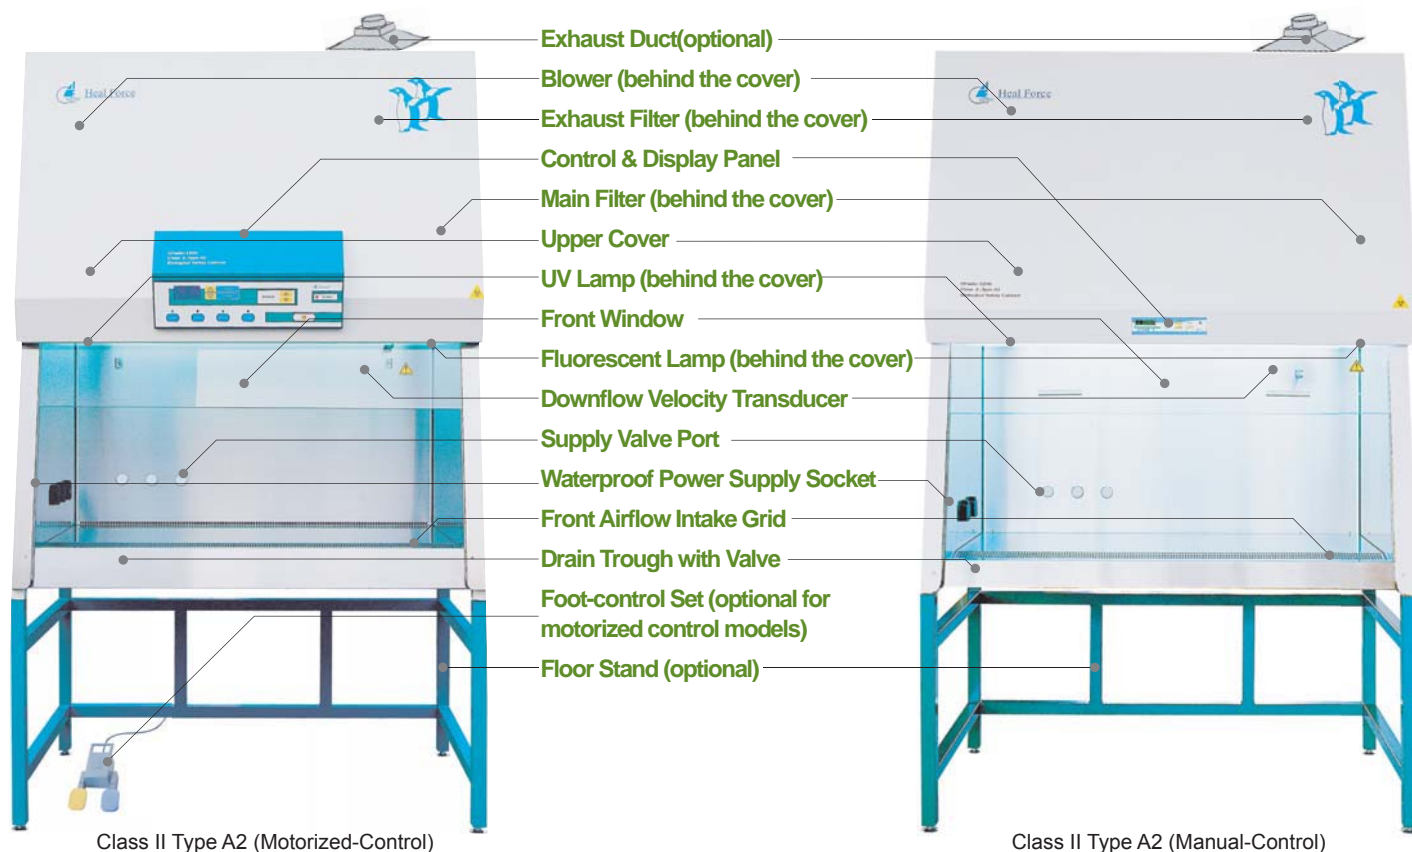 Exhaust Duct(optional)
Heal Force
Blower (behind the cover)
Heal Force
Exhaust Filter (behind the cover)
Control & Display Panel
Main Filter (behind the cover)
Upper Cover
UV Lamp (behind the cover)
Front Window
Fluorescent Lamp (behind the cover)
Downflow Velocity Transducer
Supply Valve Port
Waterproof Power Supply Socket
Front Airflow Intake Grid
Drain Trough with Valve
Foot-control Set (optional for
motorized control models)
Floor Stand (optional)
Class II Type A2 (Motorized-Control)
Class II Type A2 (Manual-Control)